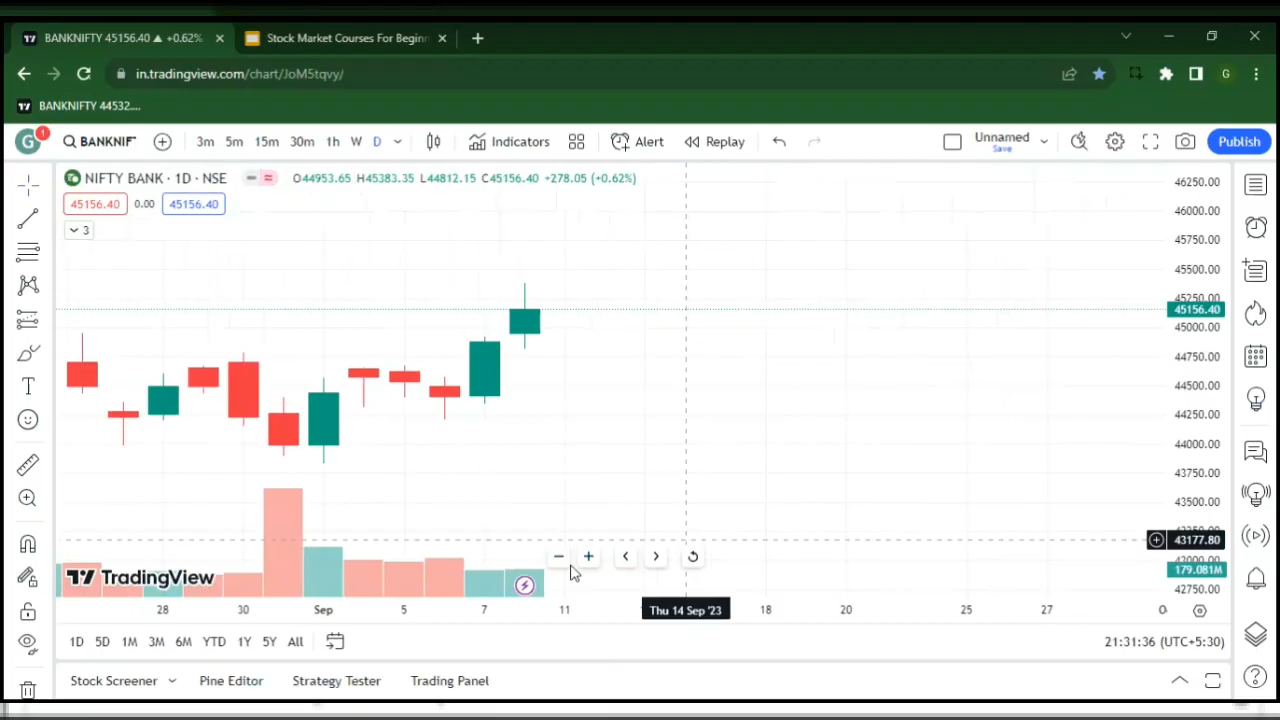 BANKNIFTY 45156.40 ▲ +0.62%
Stock Market Courses For Beginn
in.tradingview.com/chart/JoM5tqvy/
G
BANKNIFTY 44532....
G 1
BANKNIF
3m 5m 15m 30m 1h W D
Indicators
Alert
Replay
Unnamed
Save
Publish
NIFTY BANK · 1D · NSE
O44953.65 H45383.35 L44812.15 C45156.40 +278.05 (+0.62%)
45156.40 0.00 45156.40
3
46250.00
46000.00
45750.00
45500.00
45250.00
45156.40
45000.00
44750.00
44500.00
44250.00
44000.00
43750.00
43500.00
43250.00
43177.80
43000.00
179.081M
42750.00
TradingView
28 30 Sep 5 7 11 Thu 14 Sep '23 18 20 25 27
1D 5D 1M 3M 6M YTD 1Y 5Y All
21:31:36 (UTC+5:30)
Stock Screener Pine Editor Strategy Tester Trading Panel